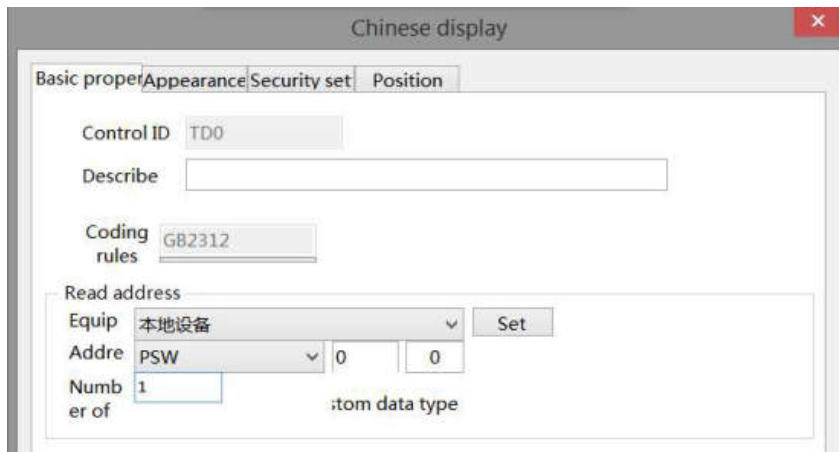 Chinese display
Basic proper Appearance Security set Position
Control ID TD0
Describe
Coding rules GB2312
Read address
Equip 本地设备 Set
Addre PSW 0 0
Numb er of 1
stom data type